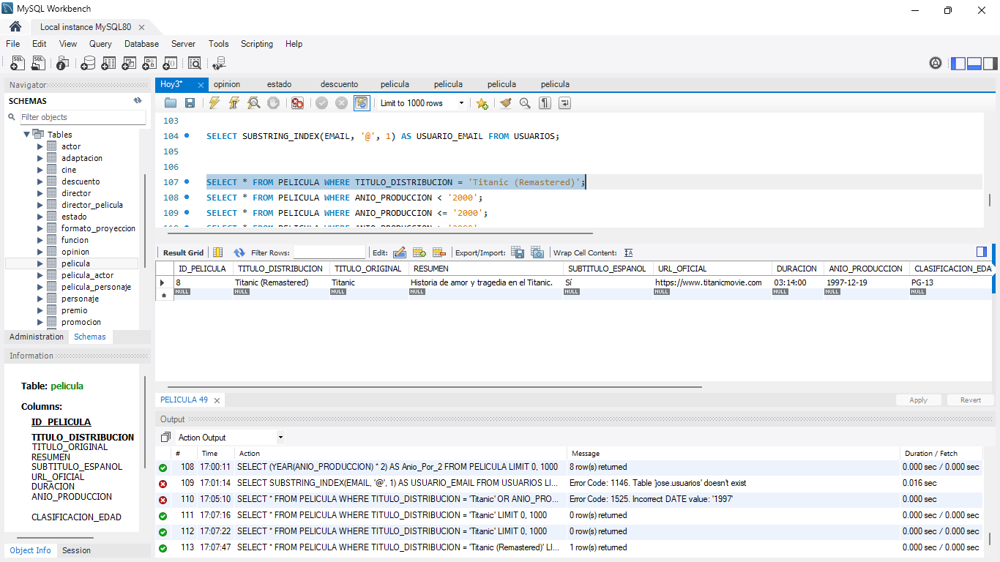 MySQL Workbench
Local instance MySQL80
File Edit View Query Database Server Tools Scripting Help
Navigator
SCHEMAS
Filter objects
Tables
actor
adaptacion
cine
descuento
director
director_pelicula
estado
formato_proyeccion
funcion
opinion
pelicula
pelicula_actor
pelicula_personaje
personaje
premio
promocion
Administration Schemas
Information
Table: pelicula
Columns:
ID_PELICULA
TITULO_DISTRIBUCION
TITULO_ORIGINAL
RESUMEN
SUBTITULO_ESPANOL
URL_OFICIAL
DURACION
ANIO_PRODUCCION
CLASIFICACION_EDAD
Object Info Session
Hoy3* opinion estado descuento pelicula pelicula pelicula pelicula
Limit to 1000 rows
103
104 SELECT SUBSTRING_INDEX(EMAIL, '@', 1) AS USUARIO_EMAIL FROM USUARIOS;
105
106
107 SELECT * FROM PELICULA WHERE TITULO_DISTRIBUCION = 'Titanic (Remastered)';
108 SELECT * FROM PELICULA WHERE ANIO_PRODUCCION < '2000';
109 SELECT * FROM PELICULA WHERE ANIO_PRODUCCION <= '2000';
Result Grid Filter Rows: Edit: Export/Import: Wrap Cell Content:
ID_PELICULA TITULO_DISTRIBUCION TITULO_ORIGINAL RESUMEN SUBTITULO_ESPANOL URL_OFICIAL DURACION ANIO_PRODUCCION CLASIFICACION_EDA
8 Titanic (Remastered) Titanic Historia de amor y tragedia en el Titanic. Sí https://www.titanicmovie.com 03:14:00 1997-12-19 PG-13
NULL NULL NULL NULL NULL NULL NULL NULL NULL
PELICULA 49 Apply Revert
Output
Action Output
# Time Action Message Duration / Fetch
108 17:00:11 SELECT (YEAR(ANIO_PRODUCCION) * 2) AS Anio_Por_2 FROM PELICULA LIMIT 0, 1000 8 row(s) returned 0.000 sec / 0.000 sec
109 17:01:14 SELECT SUBSTRING_INDEX(EMAIL, '@', 1) AS USUARIO_EMAIL FROM USUARIOS LI... Error Code: 1146. Table 'jose.usuarios' doesn't exist 0.016 sec
110 17:05:10 SELECT * FROM PELICULA WHERE TITULO_DISTRIBUCION = 'Titanic' OR ANIO_PRO... Error Code: 1525. Incorrect DATE value: '1997' 0.000 sec
111 17:07:16 SELECT * FROM PELICULA WHERE TITULO_DISTRIBUCION = 'Titanic' LIMIT 0, 1000 0 row(s) returned 0.000 sec / 0.000 sec
112 17:07:22 SELECT * FROM PELICULA WHERE TITULO_DISTRIBUCION = 'Titanic' LIMIT 0, 1000 0 row(s) returned 0.000 sec / 0.000 sec
113 17:07:47 SELECT * FROM PELICULA WHERE TITULO_DISTRIBUCION = 'Titanic (Remastered)' LI... 1 row(s) returned 0.000 sec / 0.000 sec